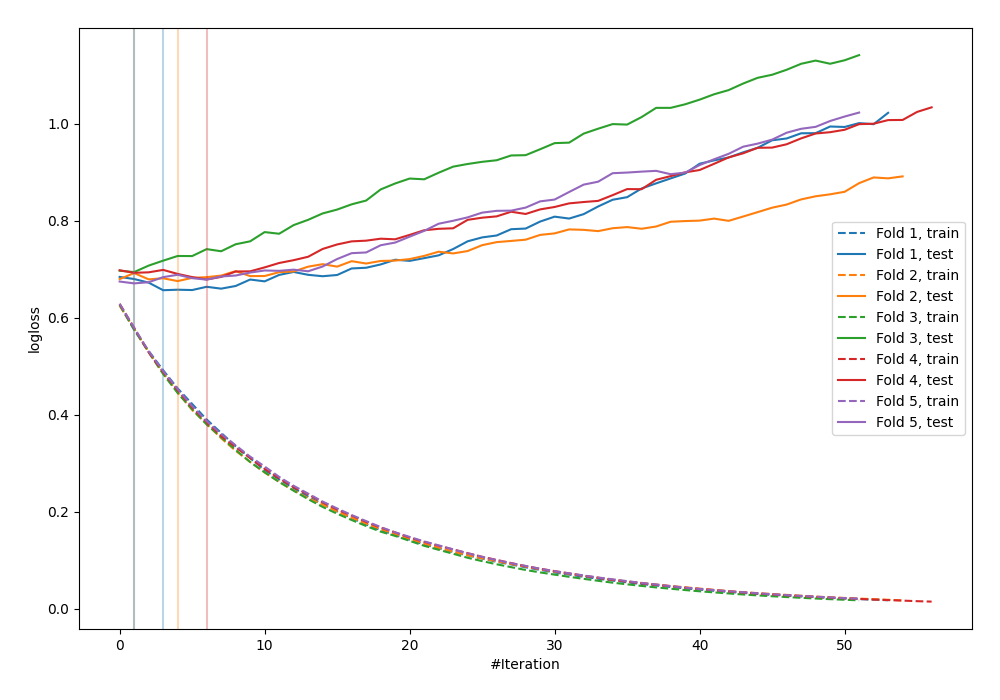 1.0
0.8
0.6
0.4
0.2
0.0
logloss
0
10
20
30
40
50
#Iteration
Fold 1, train
Fold 1, test
Fold 2, train
Fold 2, test
Fold 3, train
Fold 3, test
Fold 4, train
Fold 4, test
Fold 5, train
Fold 5, test